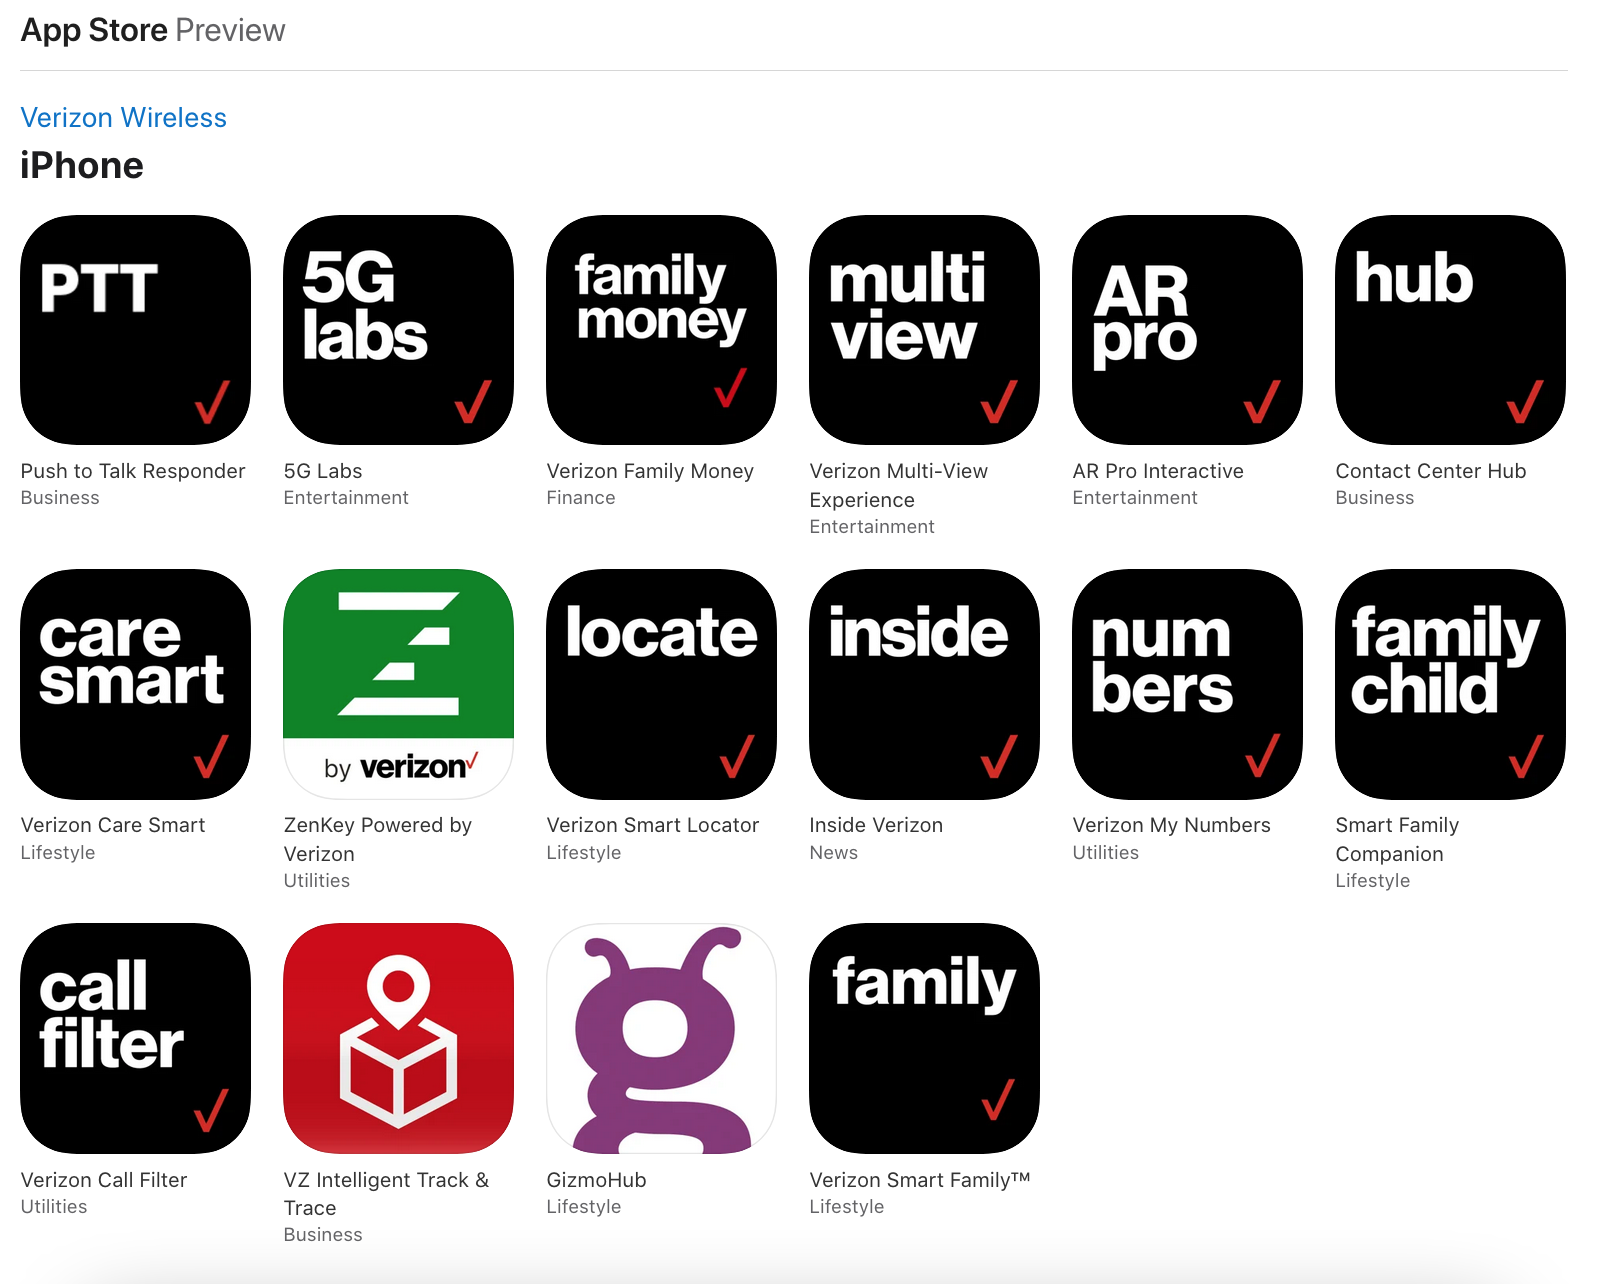 App Store Preview
Verizon Wireless
iPhone
PTT
5G
labs
family
money
multi
view
AR
pro
hub
Push to Talk Responder
Business
5G Labs
Entertainment
Verizon Family Money
Finance
Verizon Multi-View
Experience
Entertainment
AR Pro Interactive
Entertainment
Contact Center Hub
Business
care
smart
by verizon
locate
inside
num
bers
family
child
Verizon Care Smart
Lifestyle
ZenKey Powered by
Verizon
Utilities
Verizon Smart Locator
Lifestyle
Inside Verizon
News
Verizon My Numbers
Utilities
Smart Family
Companion
Lifestyle
call
filter
g
family
Verizon Call Filter
Utilities
VZ Intelligent Track &
Trace
Business
GizmoHub
Lifestyle
Verizon Smart Family™
Lifestyle